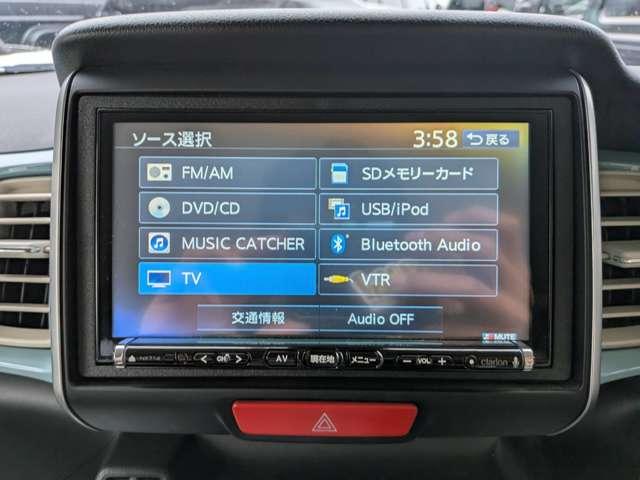 ソース選択 3:58 戻る
FM/AM SDメモリーカード
DVD/CD USB/iPod
MUSIC CATCHER Bluetooth Audio
TV VTR
交通情報 Audio OFF
MUTE
CH AV 現在地 メニュー - VOL + clarion